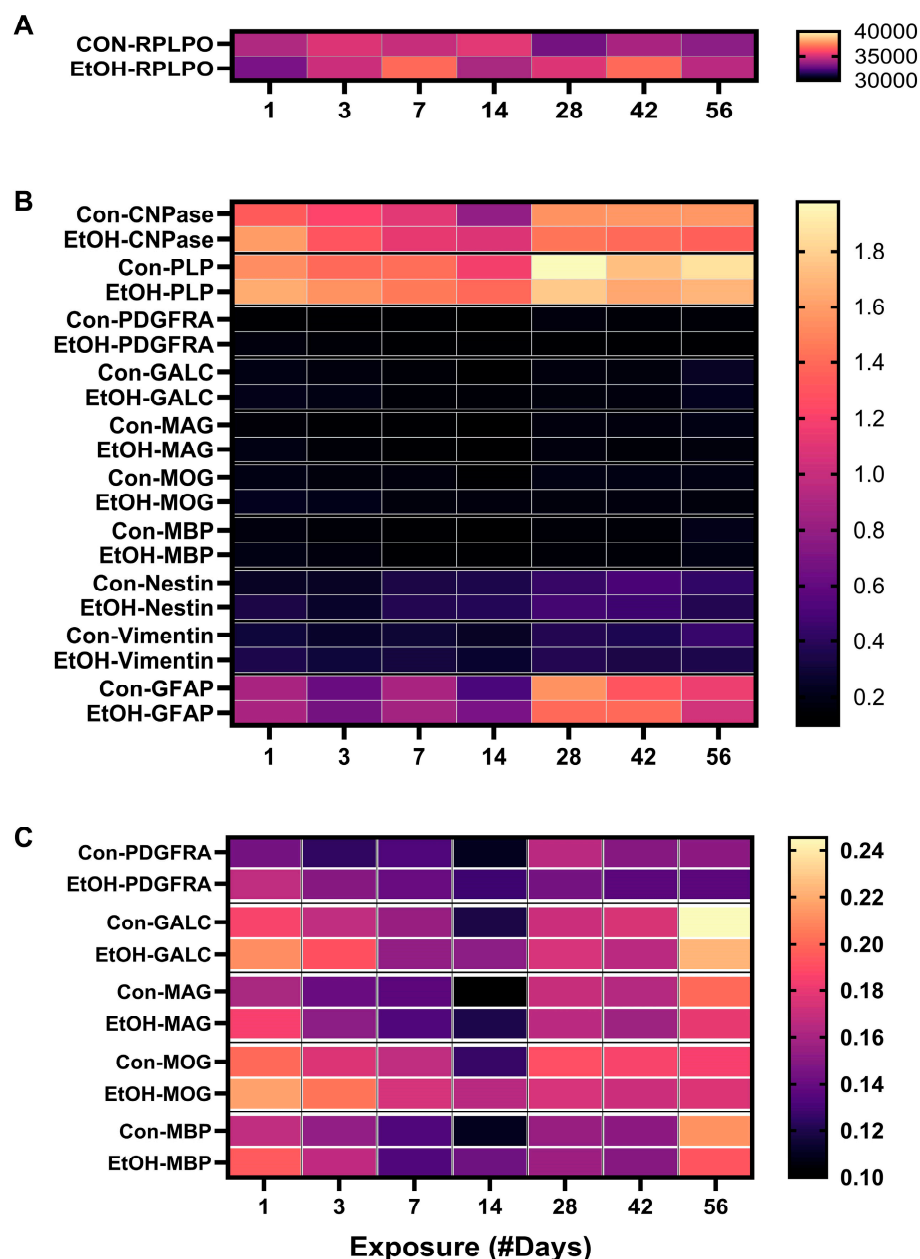 A
CON-RPLPO
EtOH-RPLPO
1 3 7 14 28 42 56
40000
35000
30000
B
Con-CNPase
EtOH-CNPase
Con-PLP
EtOH-PLP
Con-PDGFRA
EtOH-PDGFRA
Con-GALC
EtOH-GALC
Con-MAG
EtOH-MAG
Con-MOG
EtOH-MOG
Con-MBP
EtOH-MBP
Con-Nestin
EtOH-Nestin
Con-Vimentin
EtOH-Vimentin
Con-GFAP
EtOH-GFAP
1 3 7 14 28 42 56
1.8
1.6
1.4
1.2
1.0
0.8
0.6
0.4
0.2
C
Con-PDGFRA
EtOH-PDGFRA
Con-GALC
EtOH-GALC
Con-MAG
EtOH-MAG
Con-MOG
EtOH-MOG
Con-MBP
EtOH-MBP
1 3 7 14 28 42 56
0.24
0.22
0.20
0.18
0.16
0.14
0.12
0.10
Exposure (#Days)